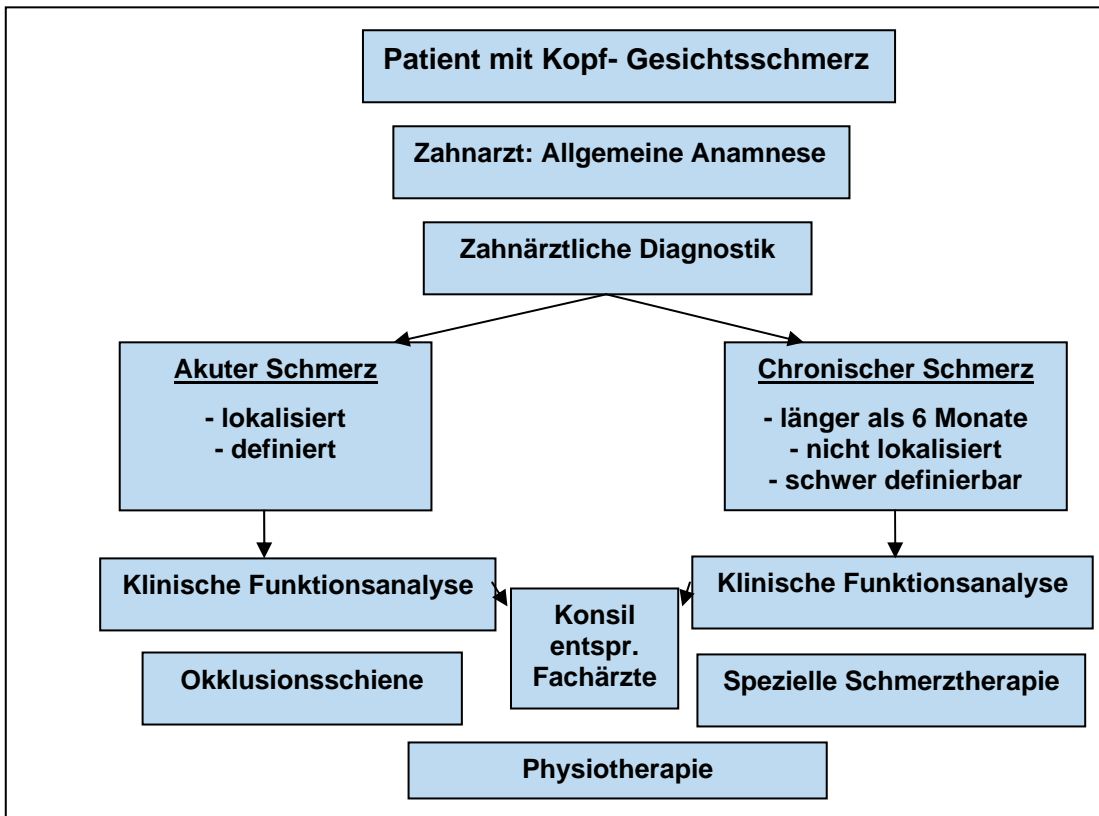 Patient mit Kopf- Gesichtsschmerz
Zahnarzt: Allgemeine Anamnese
Zahnärztliche Diagnostik
Akuter Schmerz
- lokalisiert
- definiert
Chronischer Schmerz
- länger als 6 Monate
- nicht lokalisiert
- schwer definierbar
Klinische Funktionsanalyse
Konsil
entspr.
Fachärzte
Klinische Funktionsanalyse
Okklusionsschiene
Spezielle Schmerztherapie
Physiotherapie